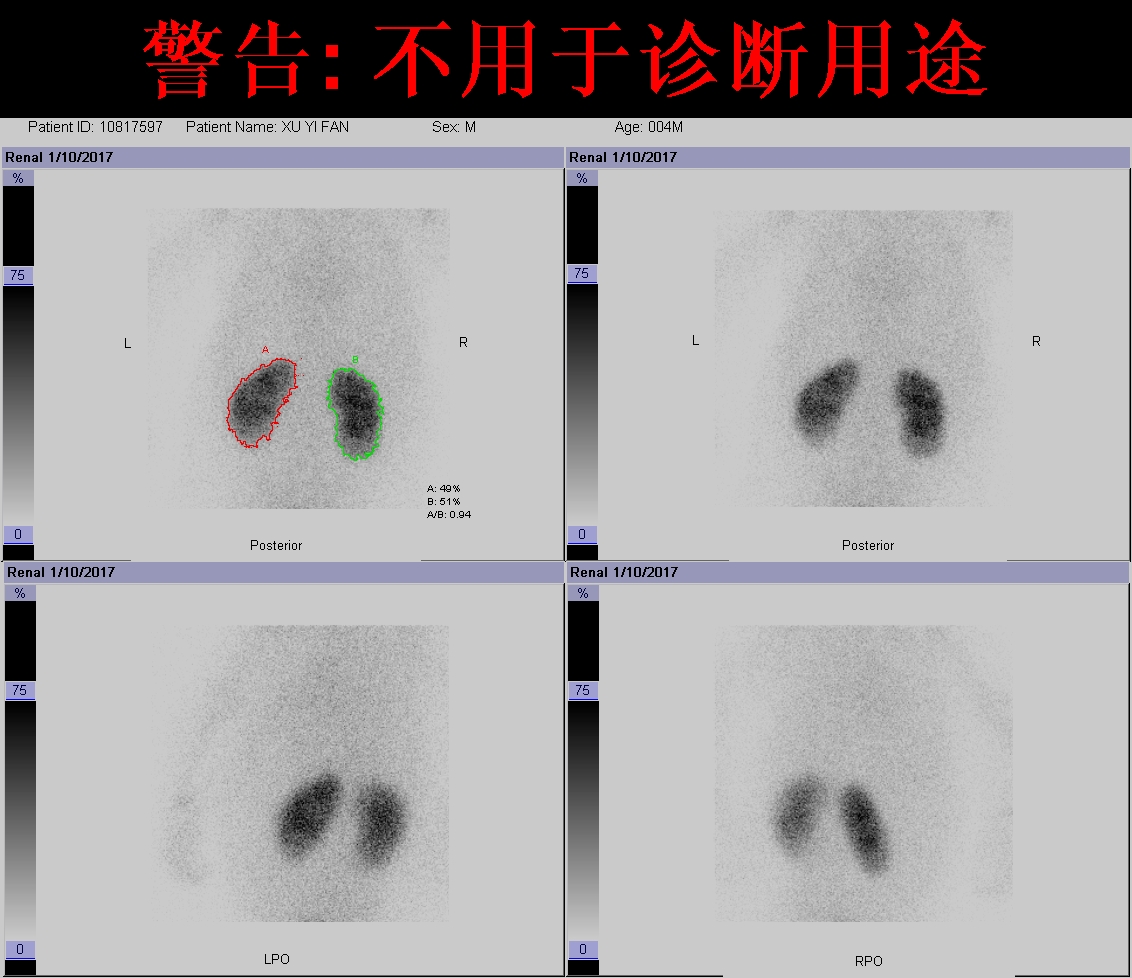 警告: 不用于诊断用途
Patient ID: 10817597 Patient Name: XU YI FAN Sex: M Age: 004M
Renal 1/10/2017
%
75
0
L
A
B
R
A: 49%
B: 51%
A/B: 0.94
Posterior
Renal 1/10/2017
%
75
0
L
R
Posterior
Renal 1/10/2017
%
75
0
LPO
Renal 1/10/2017
%
75
0
RPO